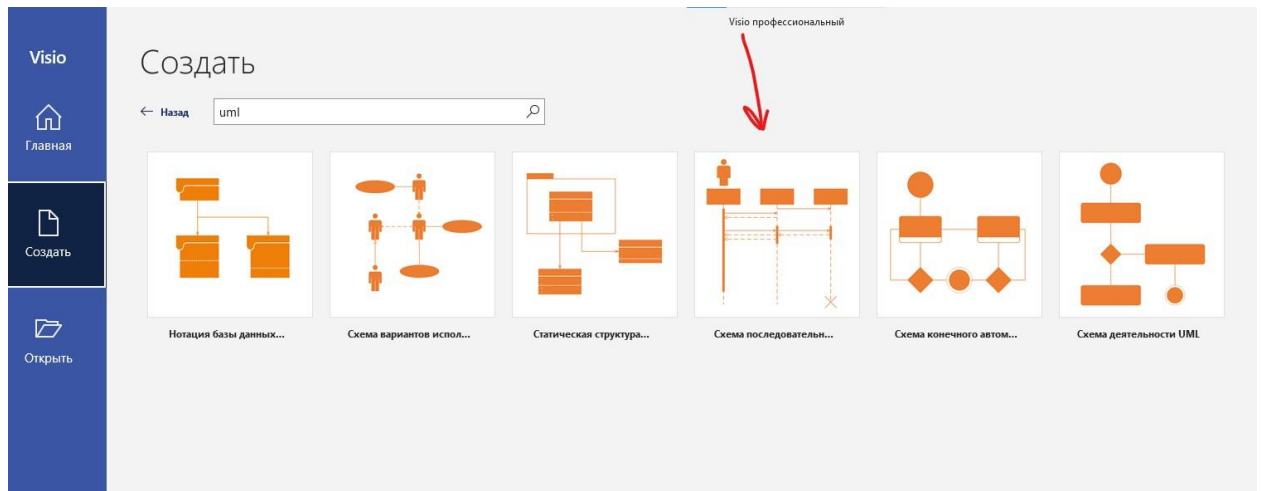 Visio профессиональный
Visio
Создать
Назад
uml
Главная
Создать
Открыть
Нотация базы данных...
Схема вариантов испол...
Статическая структура...
Схема последовательн...
Схема конечного автом...
Схема деятельности UML